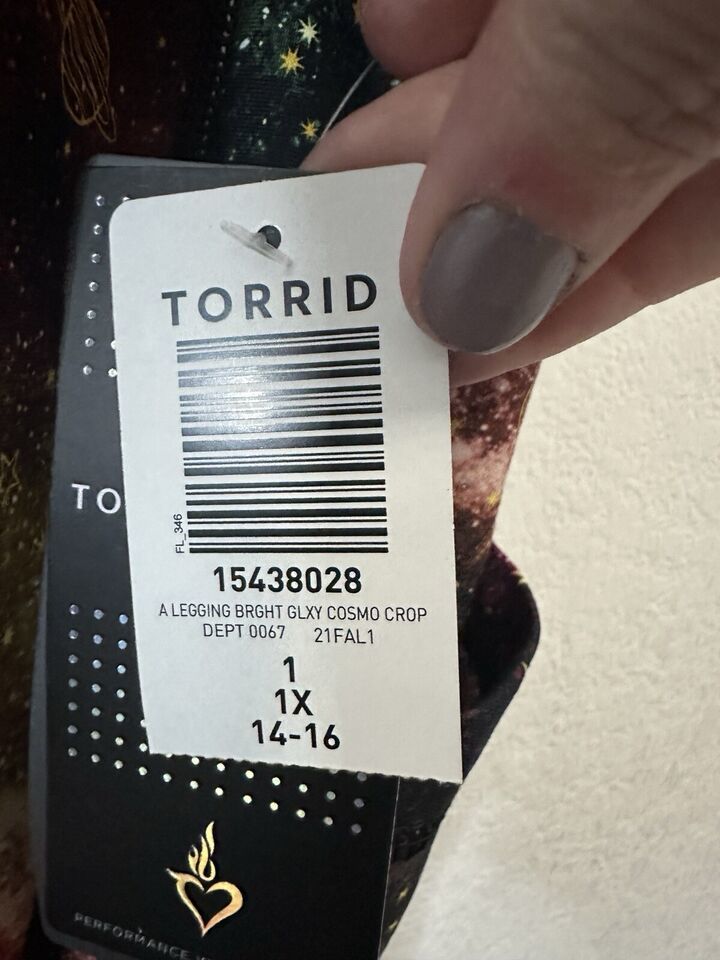 TORRID
FL_346
15438028
A LEGGING BRGHT GLXY COSMO CROP
DEPT 0067 21FAL1
1
1X
14-16
TO
PERFORMANCE